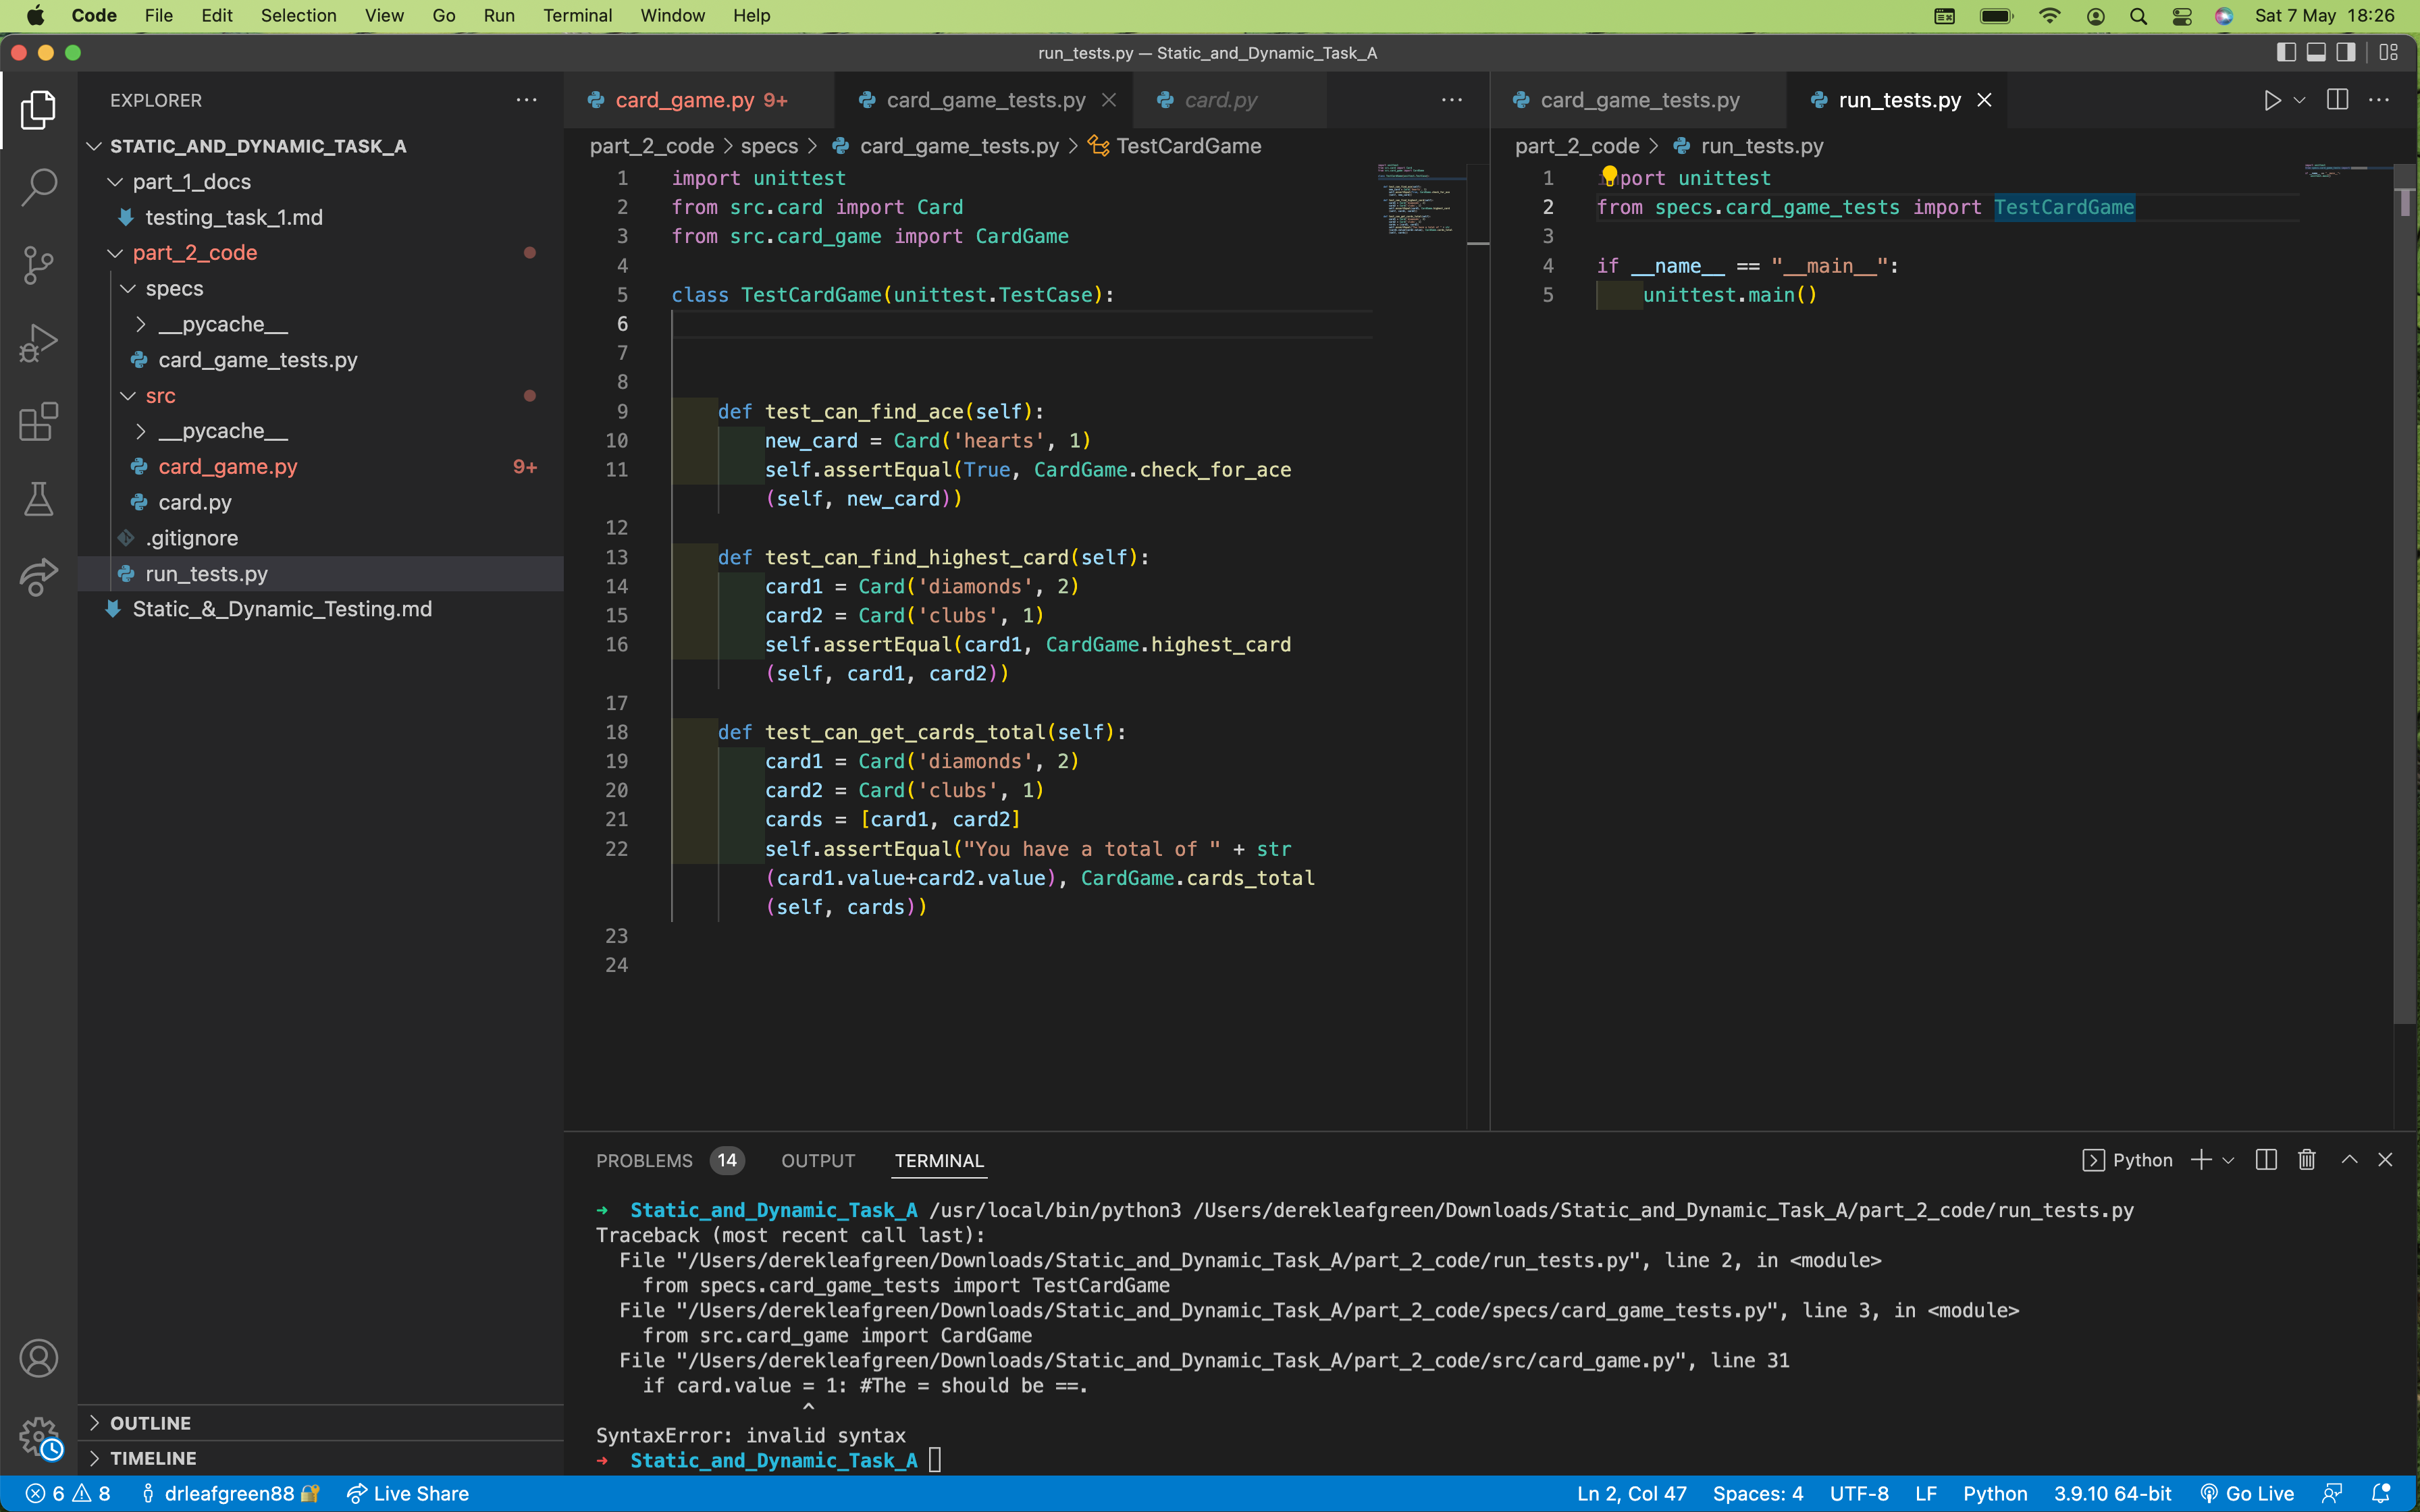 Code File Edit Selection View Go Run Terminal Window Help Sat 7 May 18:26
run_tests.py — Static_and_Dynamic_Task_A
EXPLORER
STATIC_AND_DYNAMIC_TASK_A
part_1_docs
testing_task_1.md
part_2_code
specs
__pycache__
card_game_tests.py
src
__pycache__
card_game.py 9+
card.py
.gitignore
run_tests.py
Static_&_Dynamic_Testing.md
OUTLINE
TIMELINE
card_game.py 9+ card_game_tests.py card.py
part_2_code > specs > card_game_tests.py > TestCardGame
1 import unittest
2 from src.card import Card
3 from src.card_game import CardGame
4
5 class TestCardGame(unittest.TestCase):
6
7
8
9 def test_can_find_ace(self):
10 new_card = Card('hearts', 1)
11 self.assertEqual(True, CardGame.check_for_ace
(self, new_card))
12
13 def test_can_find_highest_card(self):
14 card1 = Card('diamonds', 2)
15 card2 = Card('clubs', 1)
16 self.assertEqual(card1, CardGame.highest_card
(self, card1, card2))
17
18 def test_can_get_cards_total(self):
19 card1 = Card('diamonds', 2)
20 card2 = Card('clubs', 1)
21 cards = [card1, card2]
22 self.assertEqual("You have a total of " + str
(card1.value+card2.value), CardGame.cards_total
(self, cards))
23
24
card_game_tests.py run_tests.py
part_2_code > run_tests.py
1 port unittest
2 from specs.card_game_tests import TestCardGame
3
4 if __name__ == "__main__":
5 unittest.main()
PROBLEMS 14 OUTPUT TERMINAL Python
→ Static_and_Dynamic_Task_A /usr/local/bin/python3 /Users/derekleafgreen/Downloads/Static_and_Dynamic_Task_A/part_2_code/run_tests.py
Traceback (most recent call last):
File "/Users/derekleafgreen/Downloads/Static_and_Dynamic_Task_A/part_2_code/run_tests.py", line 2, in <module>
from specs.card_game_tests import TestCardGame
File "/Users/derekleafgreen/Downloads/Static_and_Dynamic_Task_A/part_2_code/specs/card_game_tests.py", line 3, in <module>
from src.card_game import CardGame
File "/Users/derekleafgreen/Downloads/Static_and_Dynamic_Task_A/part_2_code/src/card_game.py", line 31
if card.value = 1: #The = should be ==.
^
SyntaxError: invalid syntax
→ Static_and_Dynamic_Task_A
6 8 drleafgreen88 Live Share Ln 2, Col 47 Spaces: 4 UTF-8 LF Python 3.9.10 64-bit Go Live